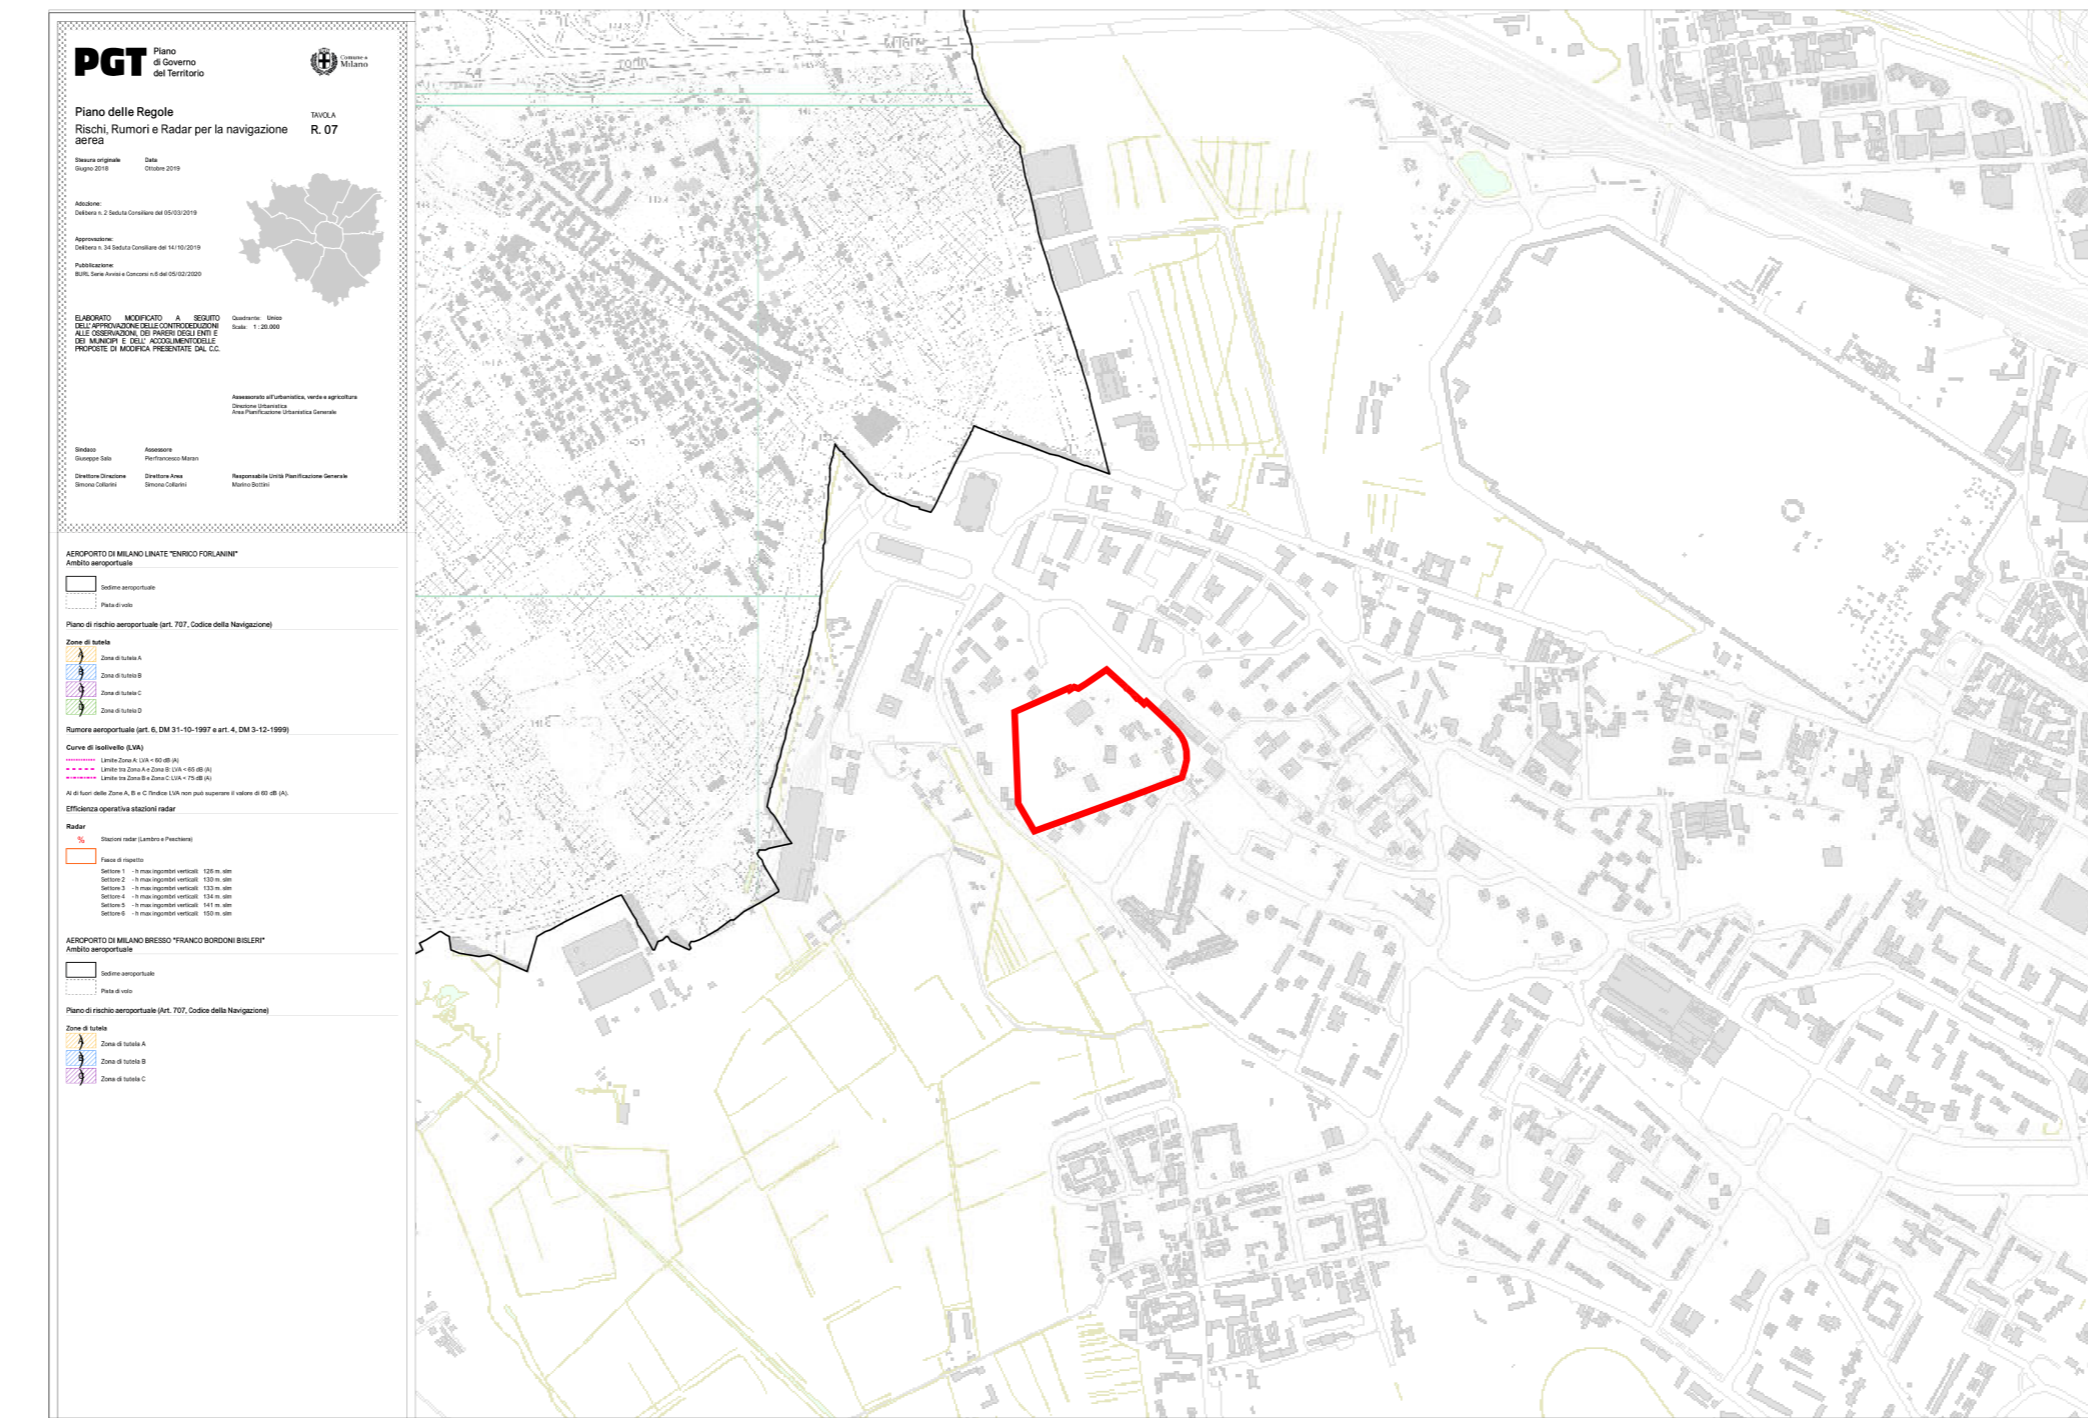 PGT
Piano
di Governo
del Territorio
Comune di
Milano
Piano delle Regole
Rischi, Rumori e Radar per la navigazione
aerea
TAVOLA
R. 07
Stesura originale
Giugno 2018
Data
Ottobre 2019
Adozione:
Delibera n. 2 Seduta Consiliare del 05/03/2019
Approvazione:
Delibera n. 34 Seduta Consiliare del 14/10/2019
Pubblicazione:
BURL Serie Avvisi e Concorsi n.6 del 05/02/2020
ELABORATO MODIFICATO A SEGUITO
DELL' APPROVAZIONE DELLE CONTRODEDUZIONI
ALLE OSSERVAZIONI, DEI PARERI DEGLI ENTI E
DEI MUNICIPI E DELL' ACCOGLIMENTODELLE
PROPOSTE DI MODIFICA PRESENTATE DAL C.C.
Quadrante: Unico
Scala: 1 : 20.000
Assessorato all'urbanistica, verde e agricoltura
Direzione Urbanistica
Area Pianificazione Urbanistica Generale
Sindaco
Giuseppe Sala
Assessore
Pierfrancesco Maran
Direttore Direzione
Simona Collarini
Direttore Area
Simona Collarini
Responsabile Unità Pianificazione Generale
Marino Bottini
AEROPORTO DI MILANO LINATE "ENRICO FORLANINI"
Ambito aeroportuale
Sedime aeroportuale
Pista di volo
Piano di rischio aeroportuale (art. 707, Codice della Navigazione)
Zone di tutela
A Zona di tutela A
B Zona di tutela B
C Zona di tutela C
D Zona di tutela D
Rumore aeroportuale (art. 6, DM 31-10-1997 e art. 4, DM 3-12-1999)
Curve di isolivello (LVA)
Limite Zona A: LVA < 60 dB (A)
Limite tra Zona A e Zona B: LVA < 65 dB (A)
Limite tra Zona B e Zona C: LVA < 75 dB (A)
Al di fuori delle Zone A, B e C l'indice LVA non può superare il valore di 60 dB (A).
Efficienza operativa stazioni radar
Radar
% Stazioni radar (Lambro e Peschiera)
Fasce di rispetto
Settore 1 - h max ingombri verticali: 126 m. slm
Settore 2 - h max ingombri verticali: 130 m. slm
Settore 3 - h max ingombri verticali: 133 m. slm
Settore 4 - h max ingombri verticali: 134 m. slm
Settore 5 - h max ingombri verticali: 141 m. slm
Settore 6 - h max ingombri verticali: 150 m. slm
AEROPORTO DI MILANO BRESSO "FRANCO BORDONI BISLERI"
Ambito aeroportuale
Sedime aeroportuale
Pista di volo
Piano di rischio aeroportuale (Art. 707, Codice della Navigazione)
Zone di tutela
A Zona di tutela A
B Zona di tutela B
C Zona di tutela C